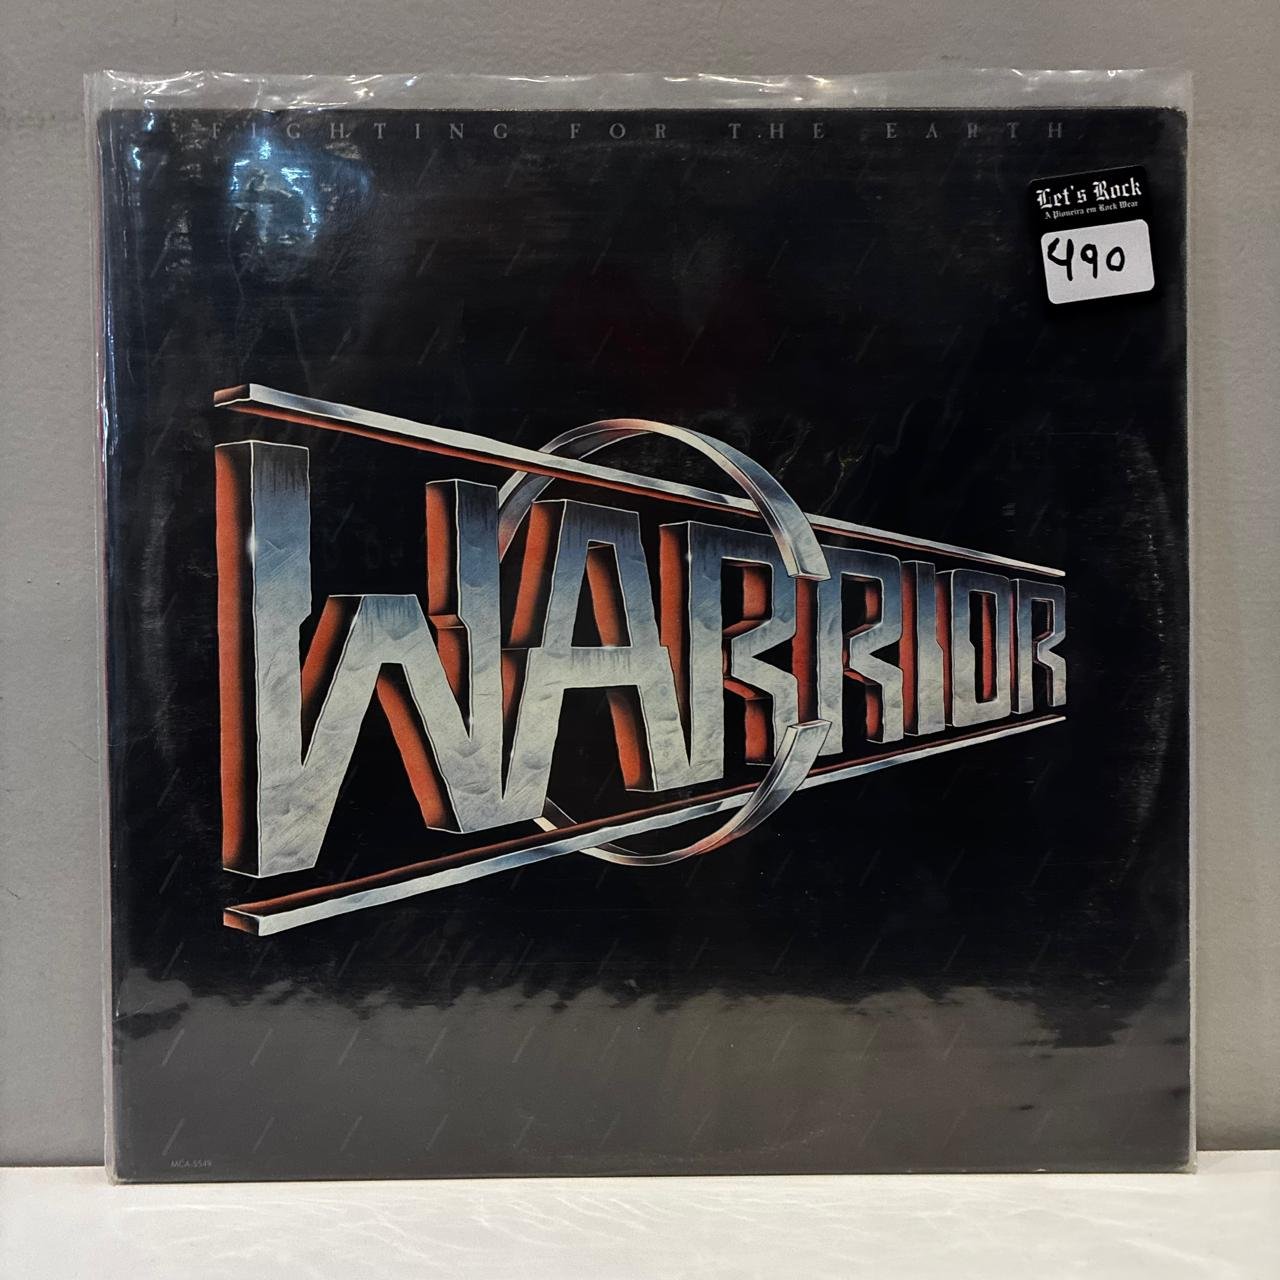 FIGHTING FOR THE EARTH
Let's Rock
A Pioneira em Rock Wear
490
WARRIOR
MCA-5549